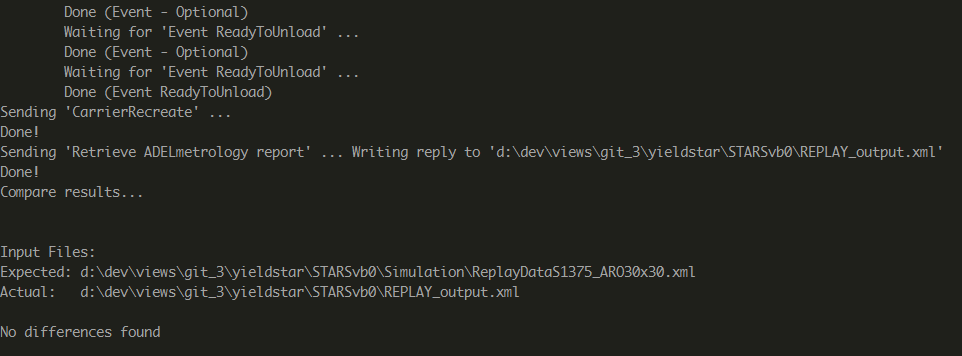 Done (Event - Optional)
Waiting for 'Event ReadyToUnload' ...
Done (Event - Optional)
Waiting for 'Event ReadyToUnload' ...
Done (Event ReadyToUnload)
Sending 'CarrierRecreate' ...
Done!
Sending 'Retrieve ADELmetrology report' ... Writing reply to 'd:\dev\views\git_3\yieldstar\STARSvb0\REPLAY_output.xml'
Done!
Compare results...
Input Files:
Expected: d:\dev\views\git_3\yieldstar\STARSvb0\Simulation\ReplayDataS1375_ARO30x30.xml
Actual:   d:\dev\views\git_3\yieldstar\STARSvb0\REPLAY_output.xml
No differences found